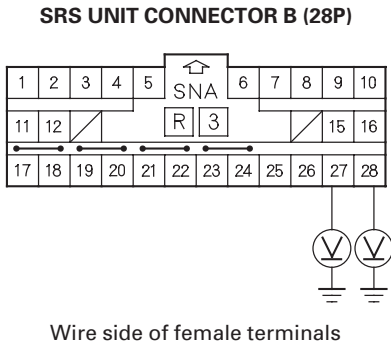 SRS UNIT CONNECTOR B (28P)
1 2 3 4 5 SNA 6 7 8 9 10
11 12 R 3 15 16
17 18 19 20 21 22 23 24 25 26 27 28
V V
Wire side of female terminals